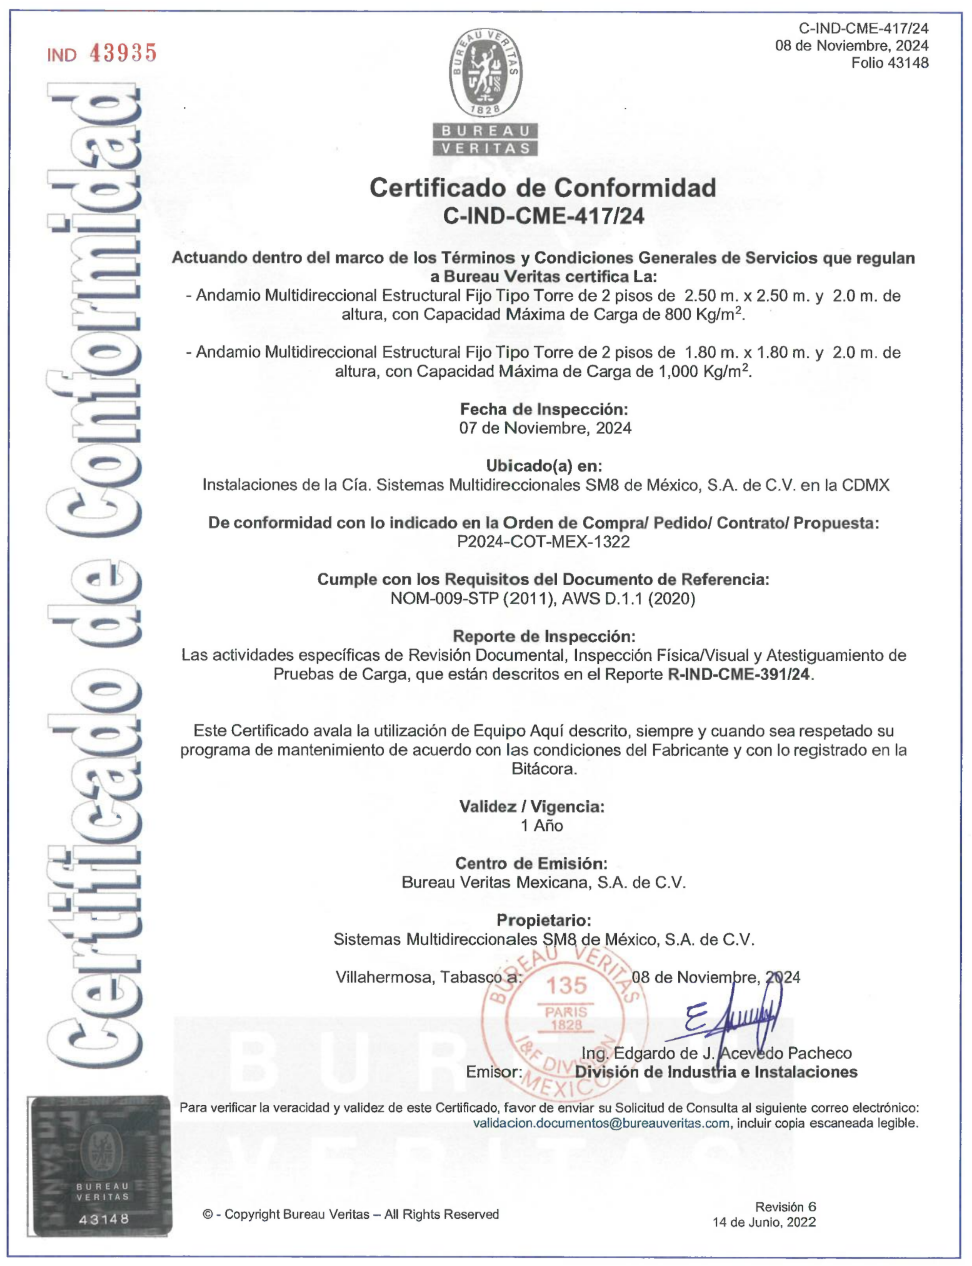 IND 43935
C-IND-CME-417/24
08 de Noviembre, 2024
Folio 43148
BUREAU VERITAS
1828
BUREAU
VERITAS
Certificado de Conformidad
Certificado de Conformidad
C-IND-CME-417/24
Actuando dentro del marco de los Términos y Condiciones Generales de Servicios que regulan
a Bureau Veritas certifica La:
- Andamio Multidireccional Estructural Fijo Tipo Torre de 2 pisos de 2.50 m. x 2.50 m. y 2.0 m. de
altura, con Capacidad Máxima de Carga de 800 Kg/m².
- Andamio Multidireccional Estructural Fijo Tipo Torre de 2 pisos de 1.80 m. x 1.80 m. y 2.0 m. de
altura, con Capacidad Máxima de Carga de 1,000 Kg/m².
Fecha de Inspección:
07 de Noviembre, 2024
Ubicado(a) en:
Instalaciones de la Cía. Sistemas Multidireccionales SM8 de México, S.A. de C.V. en la CDMX
De conformidad con lo indicado en la Orden de Compra/ Pedido/ Contrato/ Propuesta:
P2024-COT-MEX-1322
Cumple con los Requisitos del Documento de Referencia:
NOM-009-STP (2011), AWS D.1.1 (2020)
Reporte de Inspección:
Las actividades específicas de Revisión Documental, Inspección Física/Visual y Atestiguamiento de
Pruebas de Carga, que están descritos en el Reporte R-IND-CME-391/24.
Este Certificado avala la utilización de Equipo Aquí descrito, siempre y cuando sea respetado su
programa de mantenimiento de acuerdo con las condiciones del Fabricante y con lo registrado en la
Bitácora.
Validez / Vigencia:
1 Año
Centro de Emisión:
Bureau Veritas Mexicana, S.A. de C.V.
Propietario:
Sistemas Multidireccionales SM8 de México, S.A. de C.V.
Villahermosa, Tabasco a: 08 de Noviembre, 2024
BUREAU VERITAS
135
PARIS
1828
I&F DIVISION
MEXICO
Ing. Edgardo de J. Acevedo Pacheco
Emisor: División de Industria e Instalaciones
BUREAU
VERITAS
Para verificar la veracidad y validez de este Certificado, favor de enviar su Solicitud de Consulta al siguiente correo electrónico:
validacion.documentos@bureauveritas.com, incluir copia escaneada legible.
BUREAU
VERITAS
43148
© - Copyright Bureau Veritas – All Rights Reserved
Revisión 6
14 de Junio, 2022